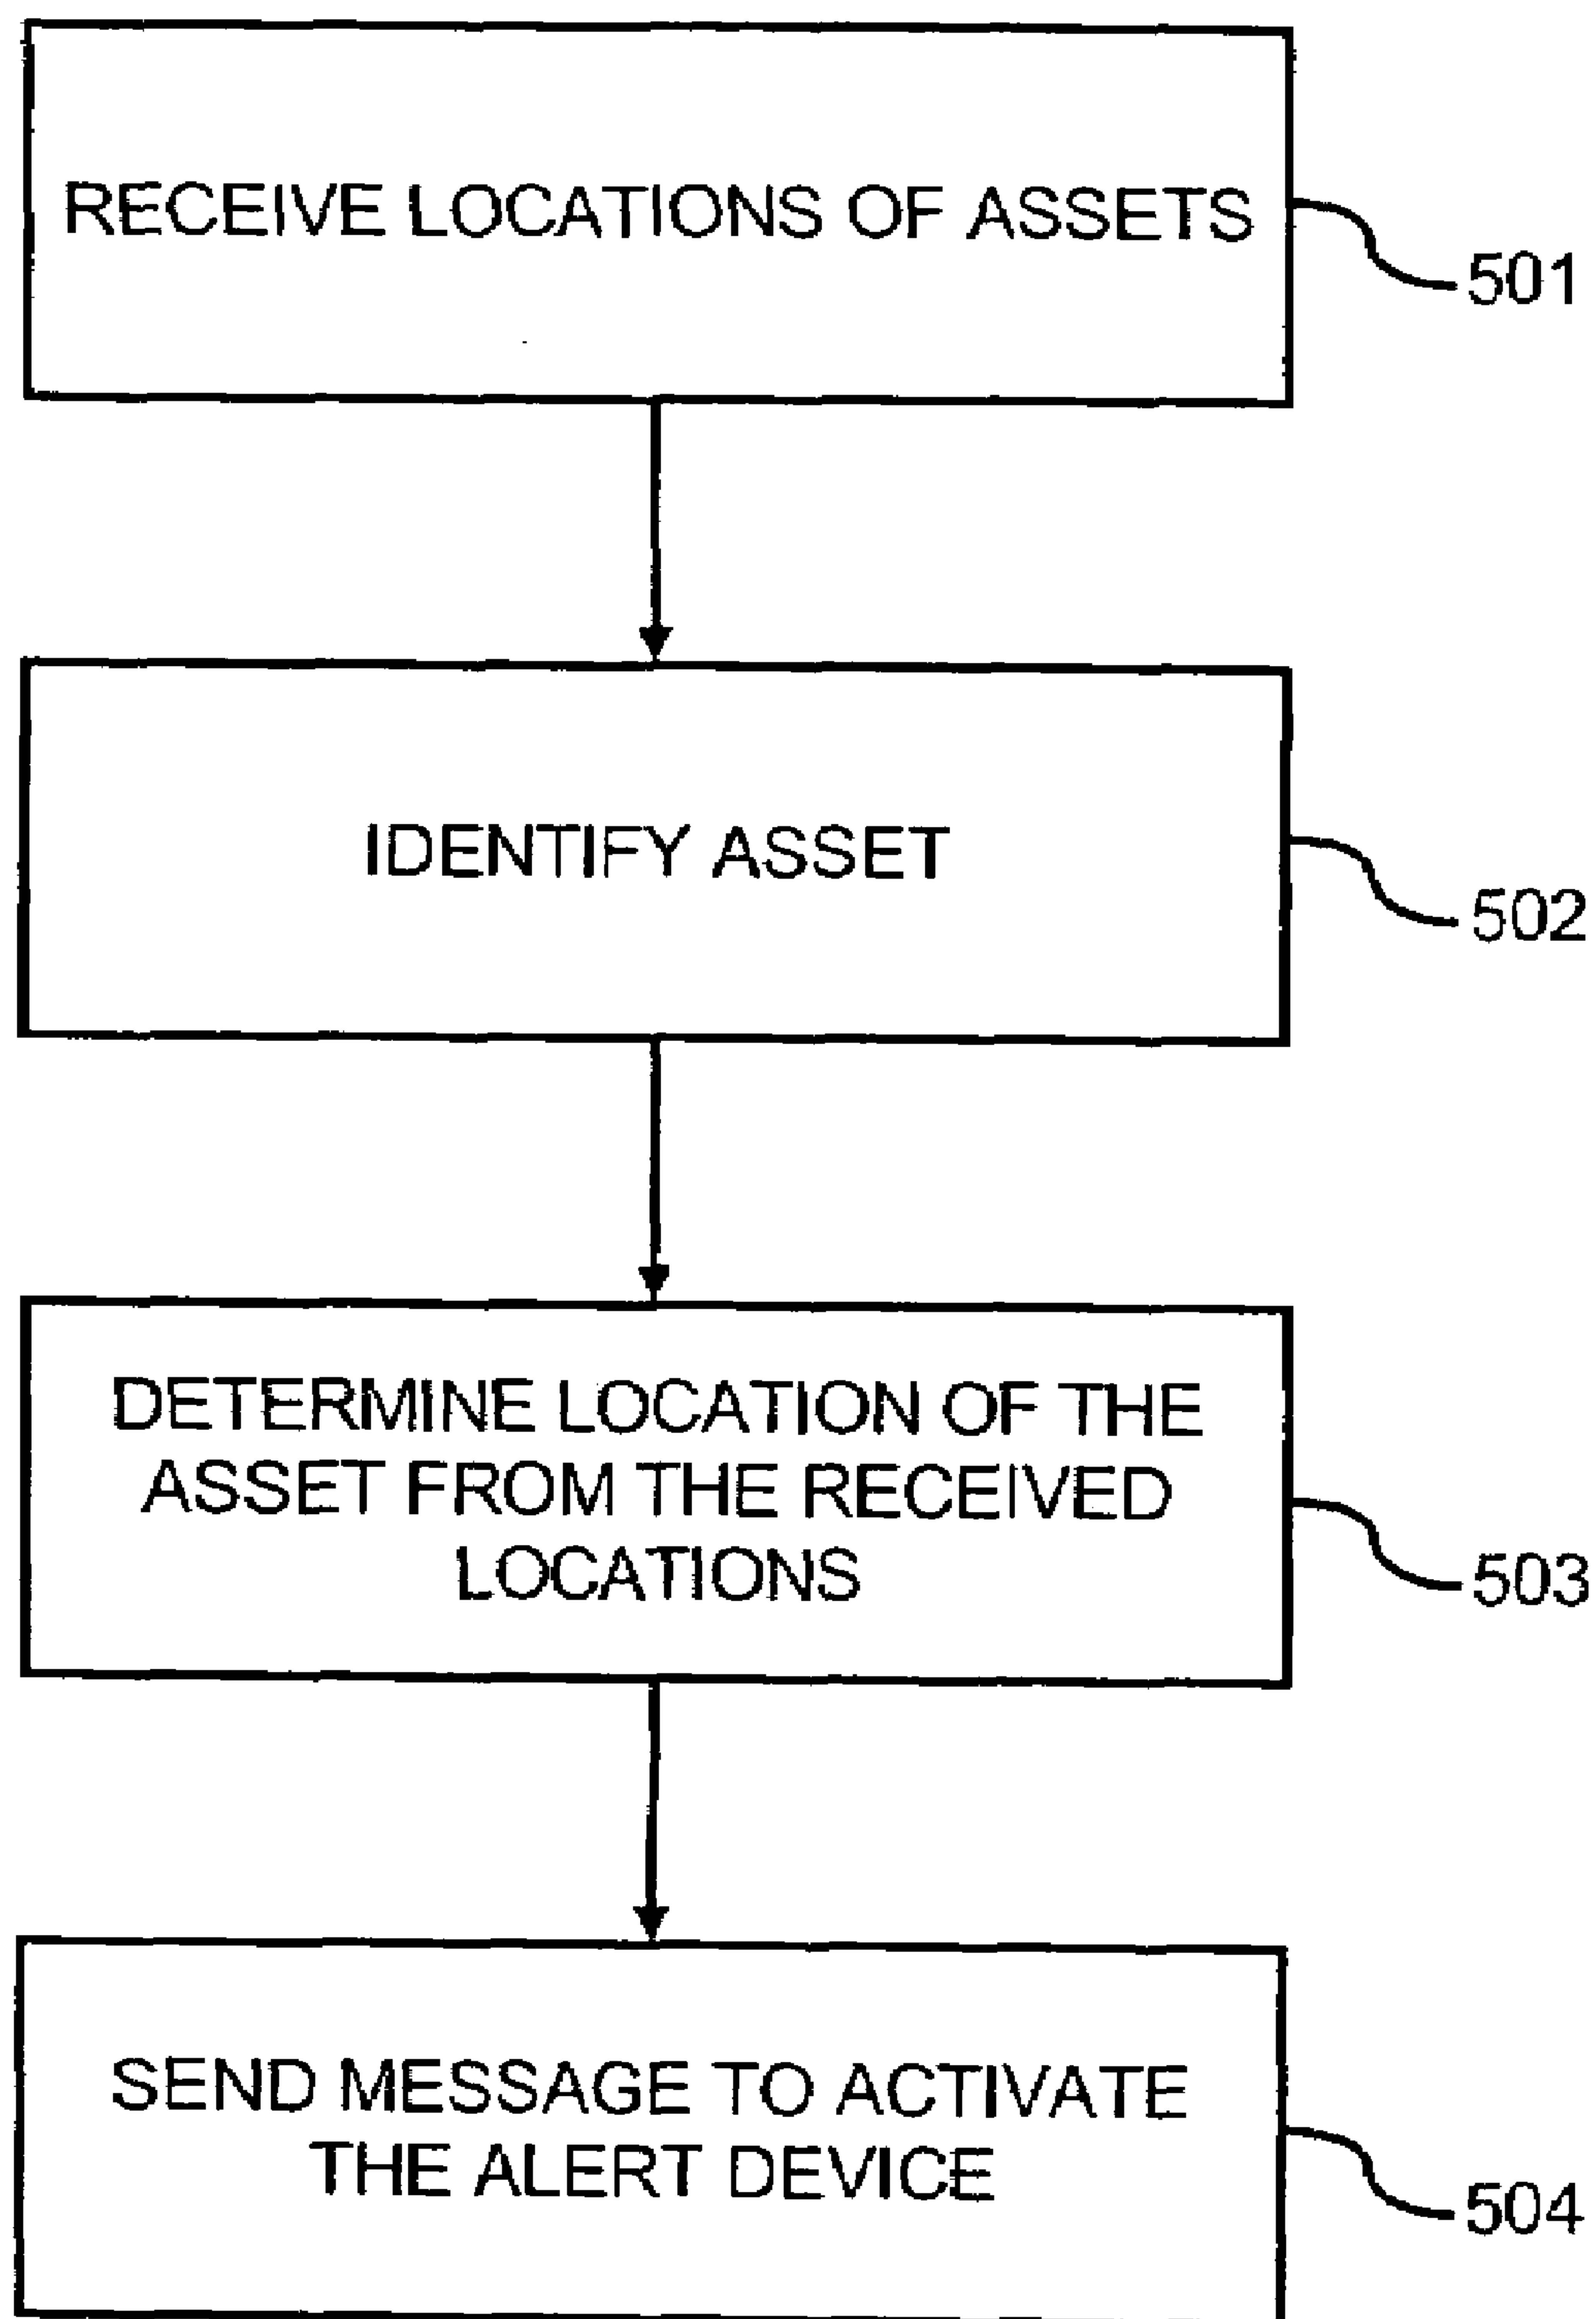 RECEIVE LOCATIONS OF ASSETS
501
IDENTIFY ASSET
502
DETERMINE LOCATION OF THE
ASSET FROM THE RECEIVED
LOCATIONS
503
SEND MESSAGE TO ACTIVATE
THE ALERT DEVICE
504